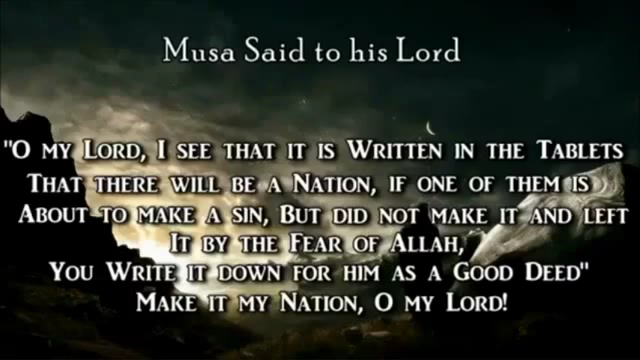 Musa Said to his Lord
"O my Lord, I see that it is Written in the Tablets
That there will be a Nation, if one of them is
About to make a sin, But did not make it and left
It by the Fear of Allah,
You Write it down for him as a Good Deed"
Make it my Nation, O my Lord!